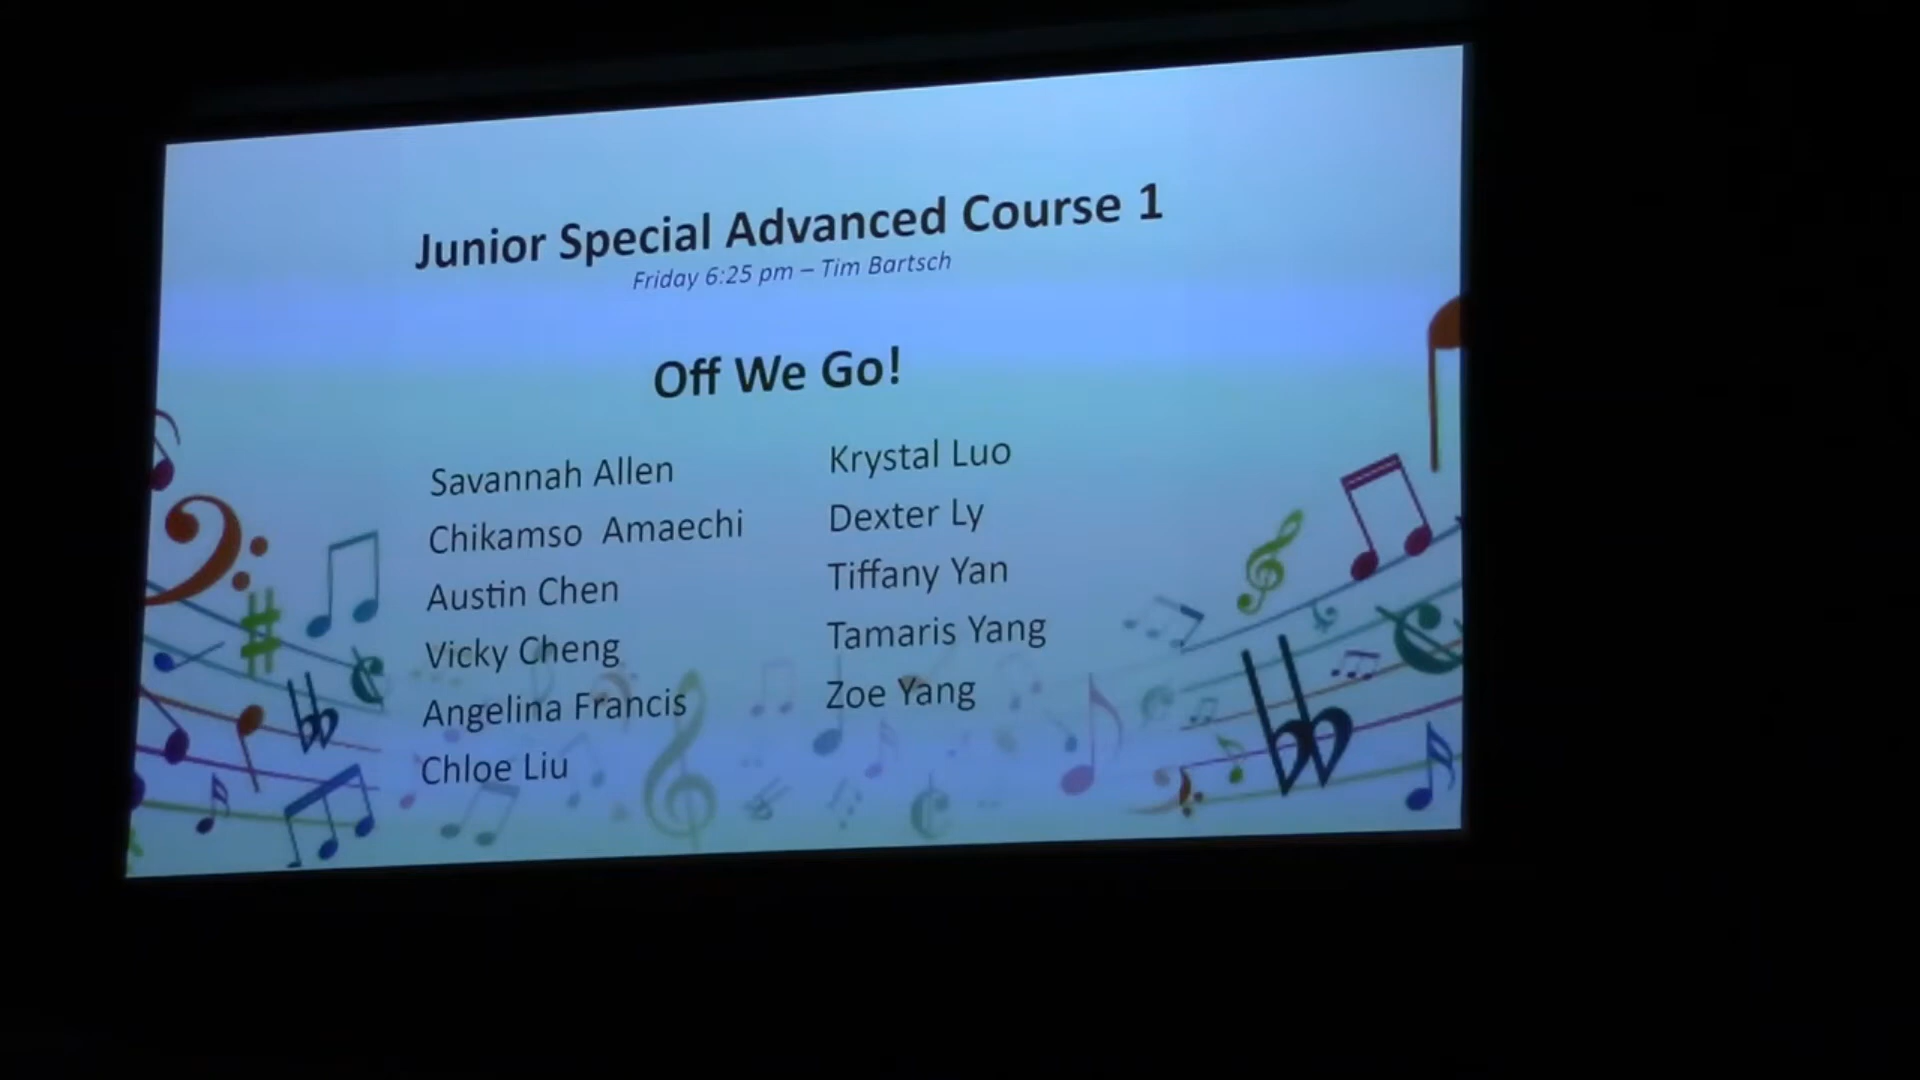 Junior Special Advanced Course 1
Friday 6:25 pm – Tim Bartsch
Off We Go!
Savannah Allen
Chikamso Amaechi
Austin Chen
Vicky Cheng
Angelina Francis
Chloe Liu
Krystal Luo
Dexter Ly
Tiffany Yan
Tamaris Yang
Zoe Yang